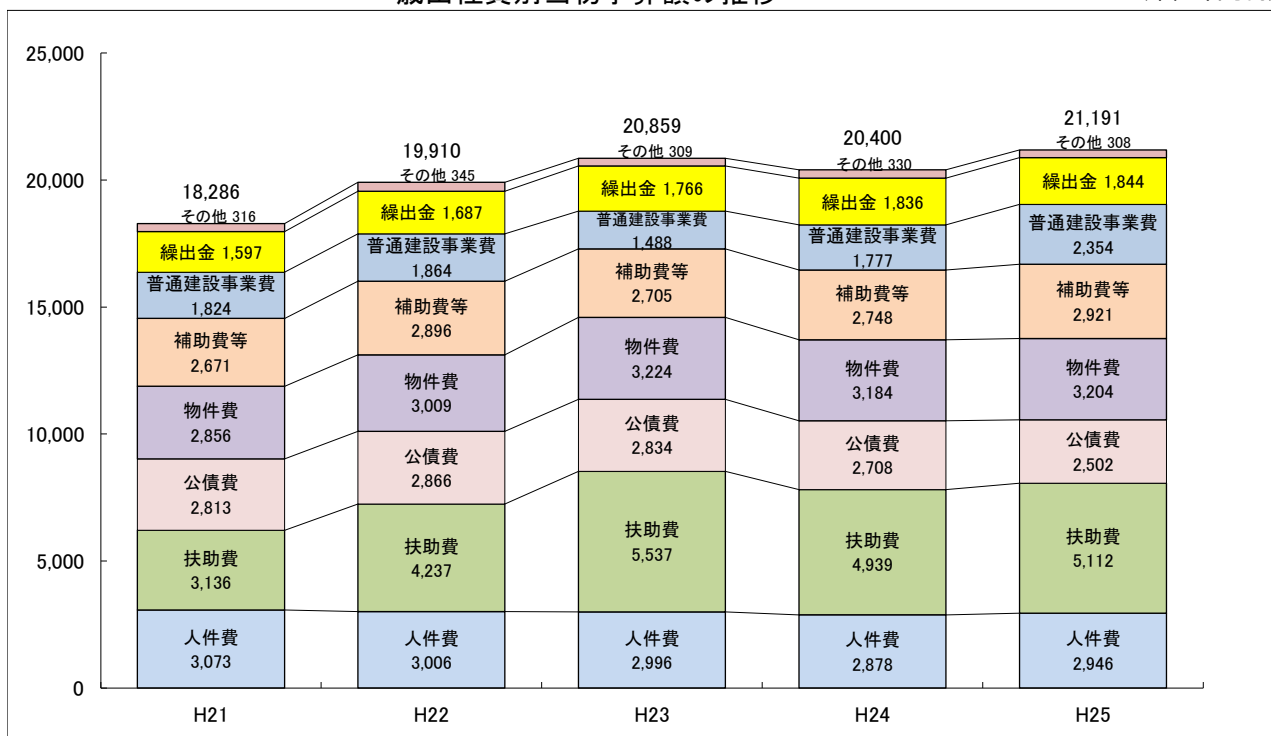 25,000
20,000
15,000
10,000
5,000
0
18,286
その他 316
繰出金 1,597
普通建設事業費
1,824
補助費等
2,671
物件費
2,856
公債費
2,813
扶助費
3,136
人件費
3,073
H21
19,910
その他 345
繰出金 1,687
普通建設事業費
1,864
補助費等
2,896
物件費
3,009
公債費
2,866
扶助費
4,237
人件費
3,006
H22
20,859
その他 309
繰出金 1,766
普通建設事業費
1,488
補助費等
2,705
物件費
3,224
公債費
2,834
扶助費
5,537
人件費
2,996
H23
20,400
その他 330
繰出金 1,836
普通建設事業費
1,777
補助費等
2,748
物件費
3,184
公債費
2,708
扶助費
4,939
人件費
2,878
H24
21,191
その他 308
繰出金 1,844
普通建設事業費
2,354
補助費等
2,921
物件費
3,204
公債費
2,502
扶助費
5,112
人件費
2,946
H25